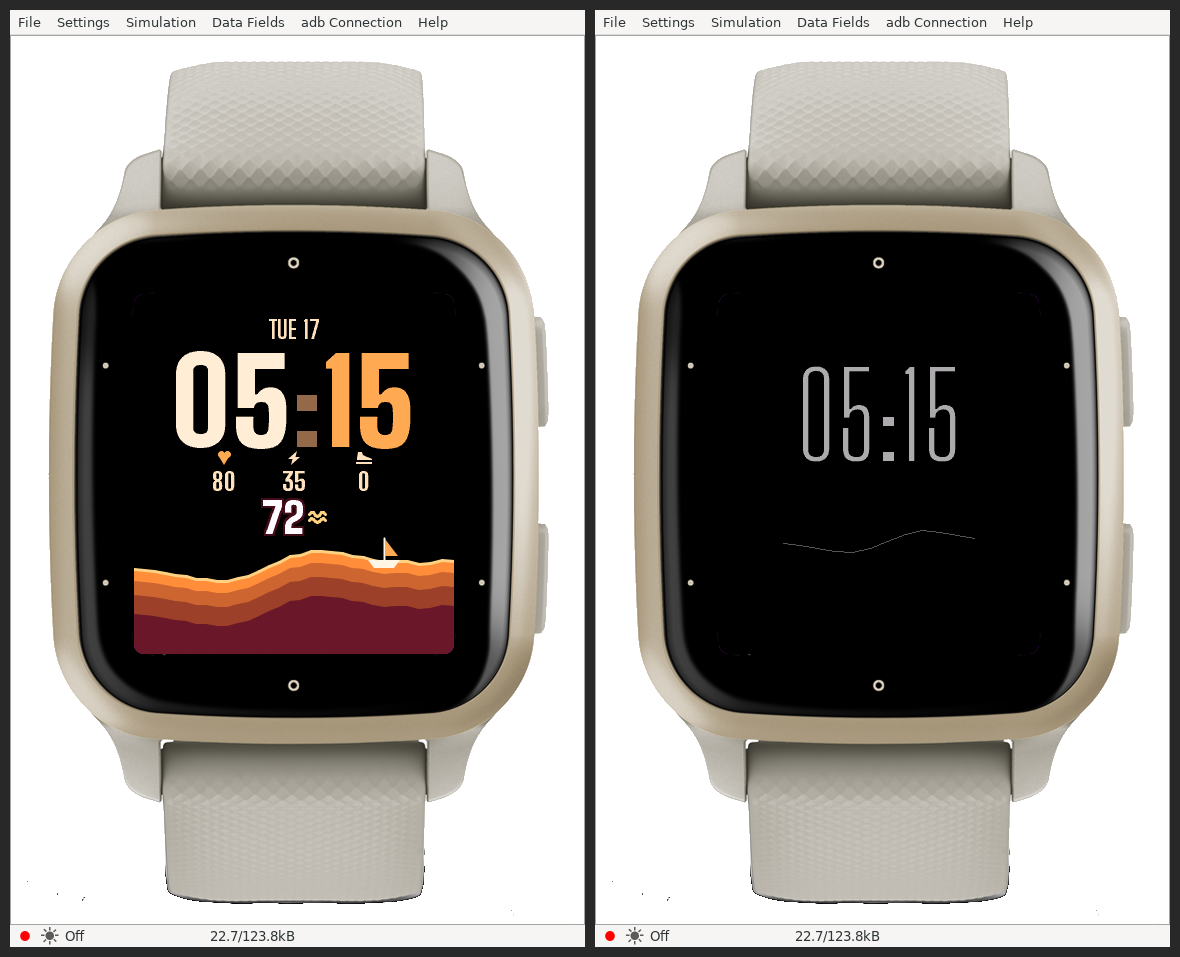 File Settings Simulation Data Fields adb Connection Help
TUE 17
05:15
80 35 0
72
Off 22.7/123.8kB
File Settings Simulation Data Fields adb Connection Help
05:15
Off 22.7/123.8kB